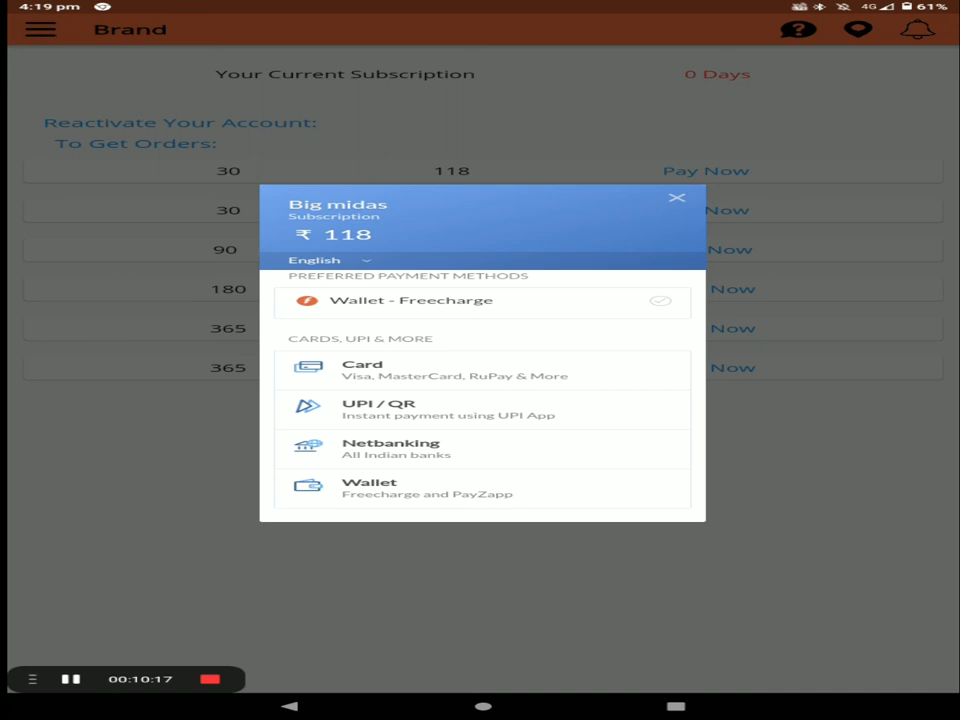 4:19 pm 4G 61%
Brand
Your Current Subscription 0 Days
Reactivate Your Account:
To Get Orders:
30 118 Pay Now
30 Now
90 Now
180 Now
365 Now
365 Now
Big midas
Subscription
₹ 118
English
PREFERRED PAYMENT METHODS
Wallet - Freecharge
CARDS, UPI & MORE
Card
Visa, MasterCard, RuPay & More
UPI / QR
Instant payment using UPI App
Netbanking
All Indian banks
Wallet
Freecharge and PayZapp
00:10:17